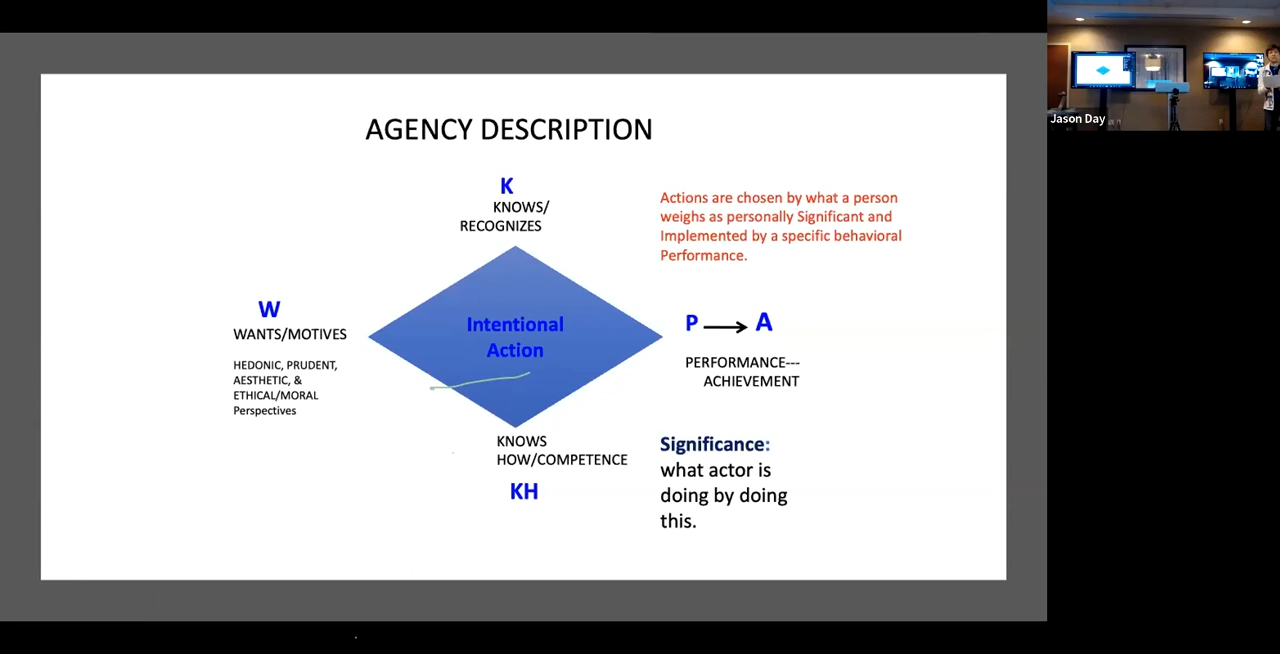 AGENCY DESCRIPTION
K
KNOWS/
RECOGNIZES
Actions are chosen by what a person
weighs as personally Significant and
Implemented by a specific behavioral
Performance.
W
WANTS/MOTIVES
HEDONIC, PRUDENT,
AESTHETIC, &
ETHICAL/MORAL
Perspectives
Intentional
Action
P → A
PERFORMANCE---
ACHIEVEMENT
KNOWS
HOW/COMPETENCE
KH
Significance:
what actor is
doing by doing
this.
Jason Day